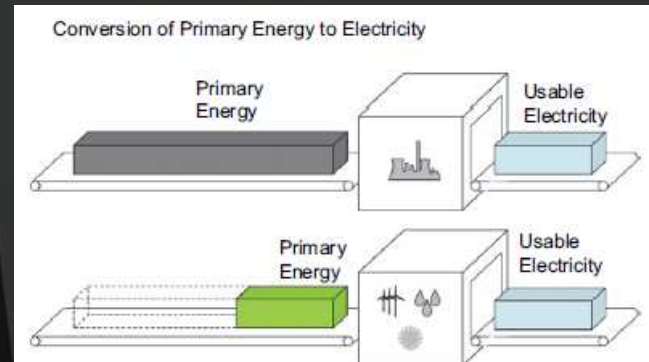 Conversion of Primary Energy to Electricity
Primary
Energy
Usable
Electricity
Primary
Energy
Usable
Electricity